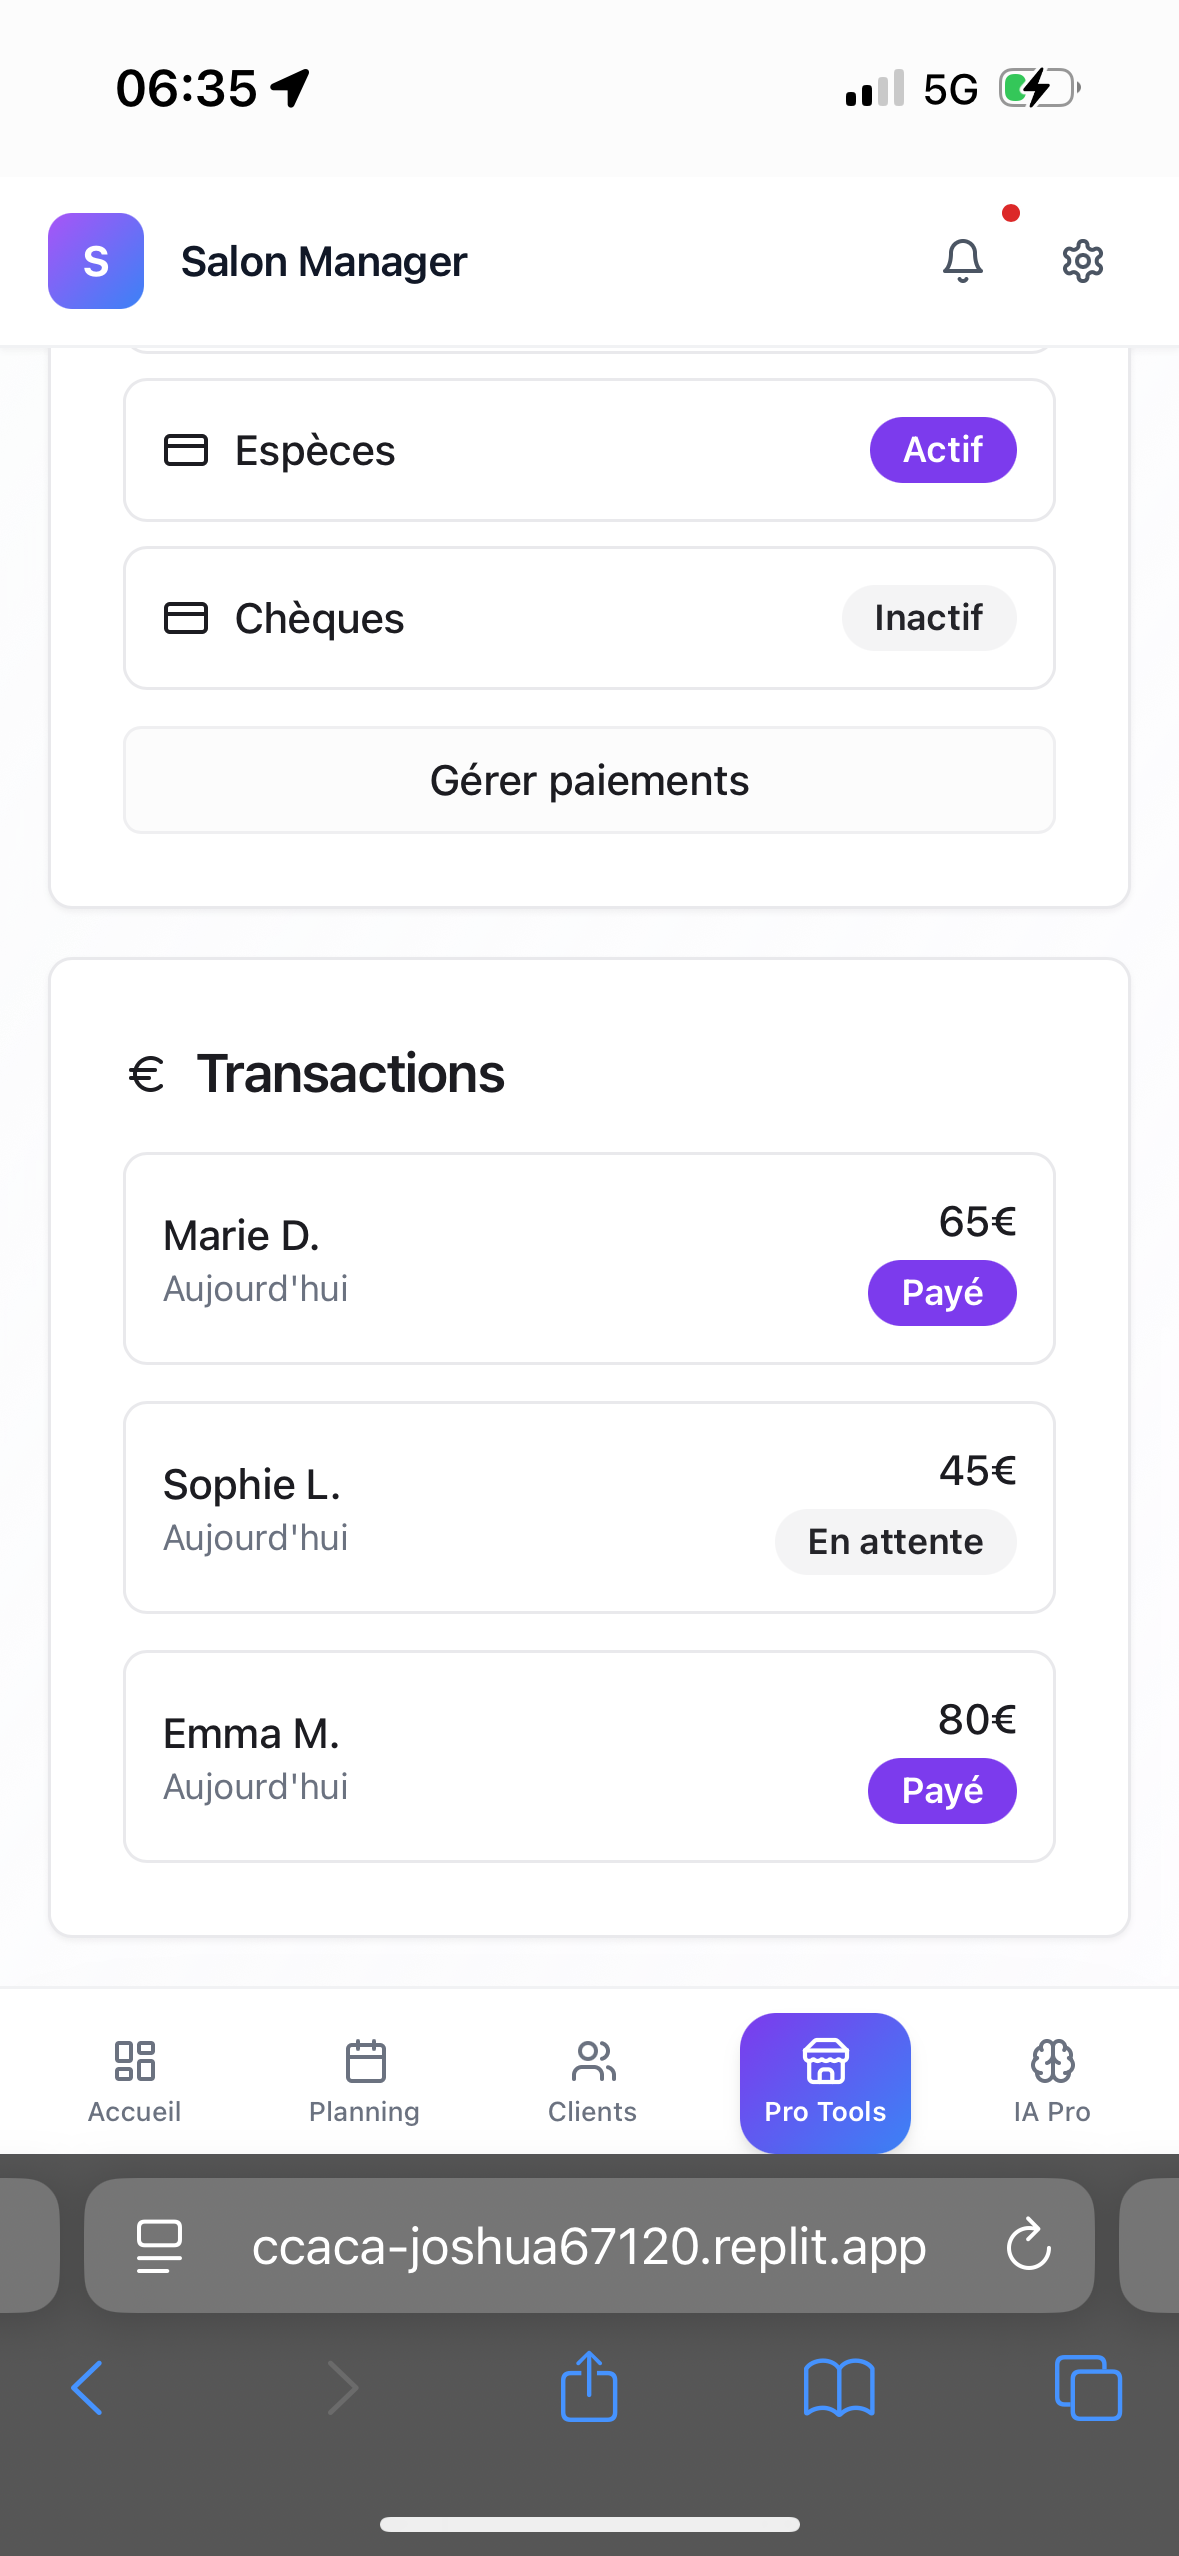 06:35
5G
S
Salon Manager
Espèces
Actif
Chèques
Inactif
Gérer paiements
€ Transactions
Marie D.
65€
Aujourd'hui
Payé
Sophie L.
45€
Aujourd'hui
En attente
Emma M.
80€
Aujourd'hui
Payé
Accueil
Planning
Clients
Pro Tools
IA Pro
ccaca-joshua67120.replit.app